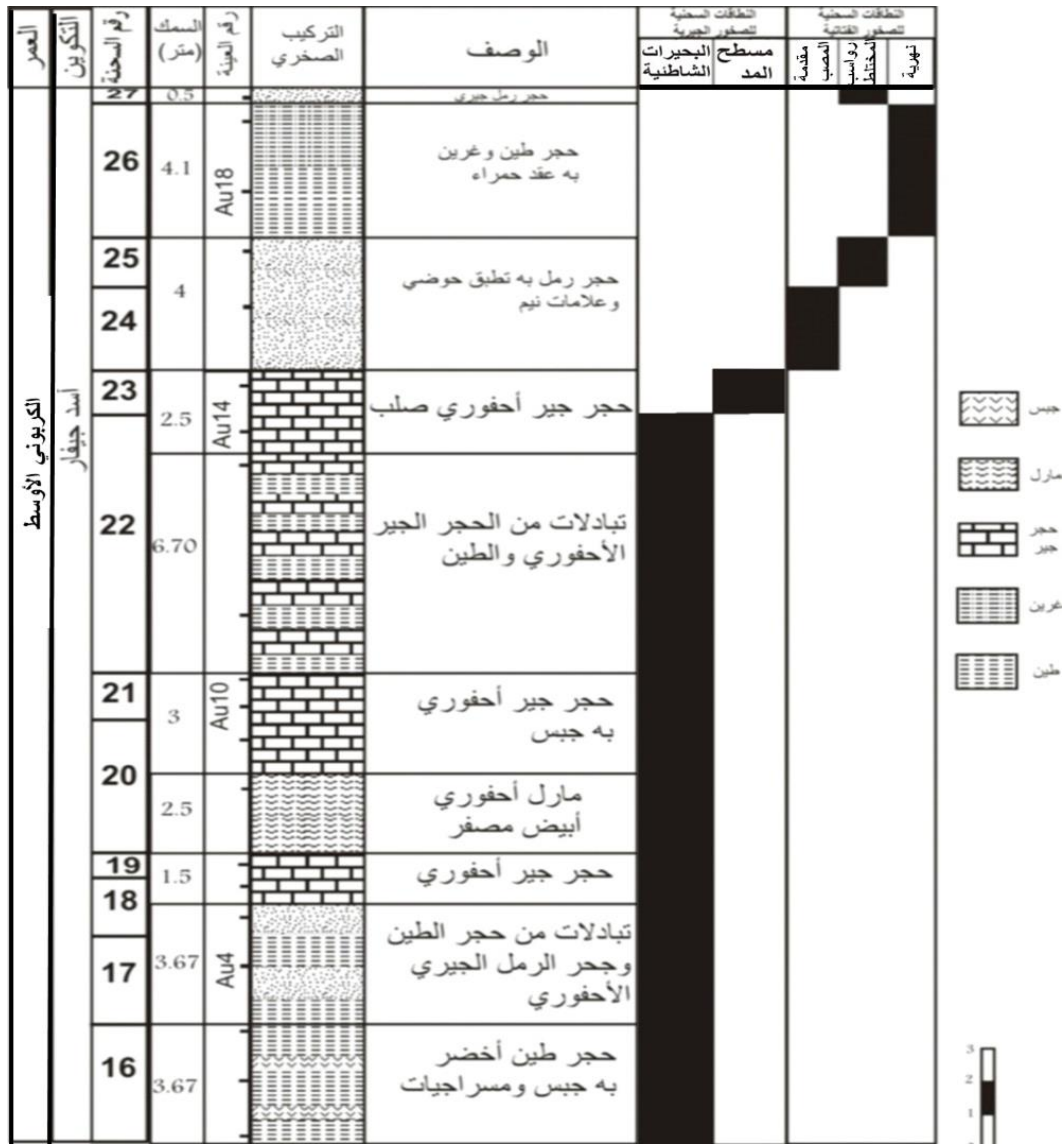 العمر
التكوين
رقم السحنة
السمك
(متر)
رقم العينة
التركيب
الصخري
الوصف
النطاقات السحنية
للصخور الجيرية
البحيرات
الشاطئية
مسطح
المد
النطاقات السحنية
للصخور الفتاتية
مقدمة
المصب
رواسب
المختلط
نهرية
الكربوني الأوسط
أسد جيفار
27
0.5
حجر رمل جيري
26
4.1
Au18
حجر طين وغرين
به عقد حمراء
25
24
4
حجر رمل به تطبق حوضي
وعلامات نيم
23
2.5
Au14
حجر جير أحفوري صلب
22
6.70
تبادلات من الحجر الجير
الأحفوري والطين
21
3
Au10
حجر جير أحفوري
به جبس
20
2.5
مارل أحفوري
أبيض مصفر
19
1.5
حجر جير أحفوري
18
17
3.67
Au4
تبادلات من حجر الطين
وجحر الرمل الجيري
الأحفوري
16
3.67
حجر طين أخضر
به جبس ومسراجيات
جبس
مارل
حجر
جير
غرين
طين
3
2
1